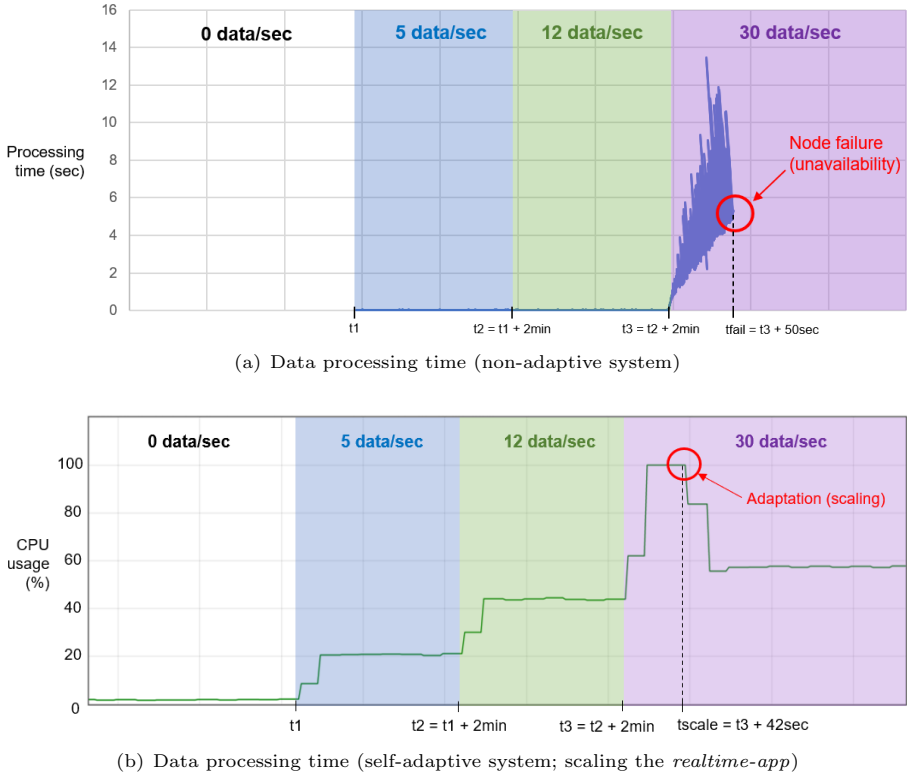 16
0 data/sec 5 data/sec 12 data/sec 30 data/sec
14
12
10
Processing
time (sec)
Node failure
(unavailability)
8
6
4
2
0
t1 t2 = t1 + 2min t3 = t2 + 2min tfail = t3 + 50sec
(a) Data processing time (non-adaptive system)
0 data/sec 5 data/sec 12 data/sec 30 data/sec
100
Adaptation (scaling)
80
CPU
usage
(%)
60
40
20
0
t1 t2 = t1 + 2min t3 = t2 + 2min tscale = t3 + 42sec
(b) Data processing time (self-adaptive system; scaling the realtime-app)